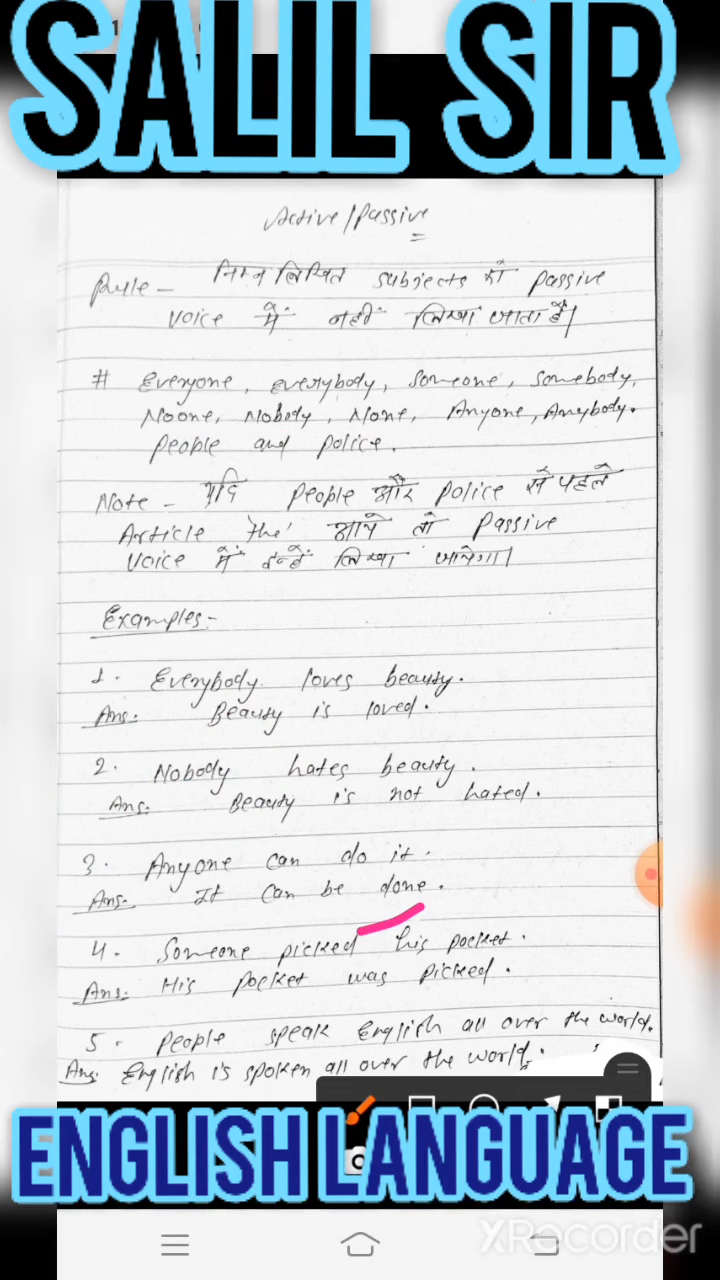 SALIL SIR
Active/Passive
Rule - निम्न लिखित subjects को passive
voice में नहीं लिखा जाता है।
# Everyone, everybody, someone, somebody,
Noone, Nobody, None, Anyone, Anybody.
people and police.
Note - यदि people और police से पहले
Article 'the' आये तो passive
voice में इन्हें लिखा जायेगा।
Examples:-
1. Everybody loves beauty.
Ans: Beauty is loved.
2. Nobody hates beauty.
Ans: Beauty is not hated.
3. Anyone can do it.
Ans. It can be done.
4. Someone picked his pocket.
Ans: His pocket was picked.
5. people speak English all over the world.
Ans: English is spoken all over the world.
ENGLISH LANGUAGE
XRecorder